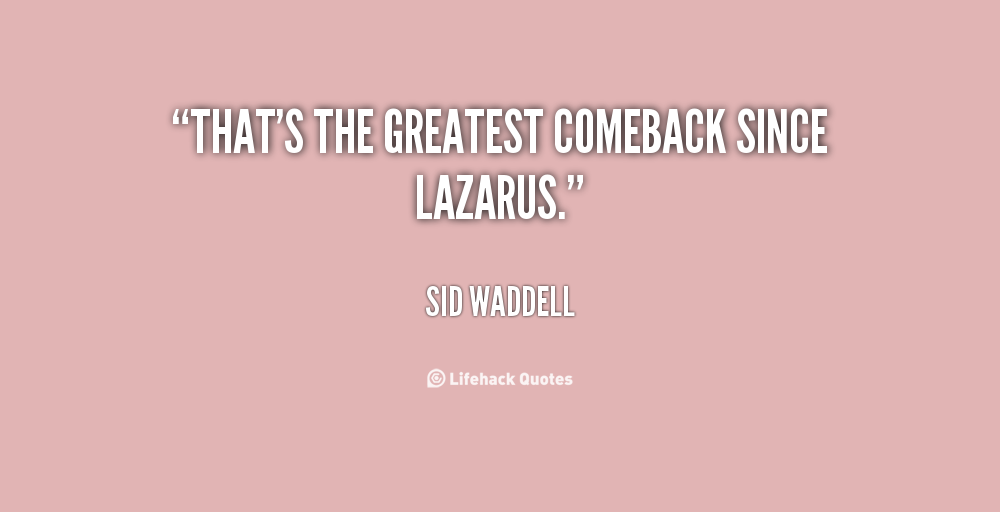 “THAT’S THE GREATEST COMEBACK SINCE
LAZARUS.”
SID WADDELL
Lifehack Quotes